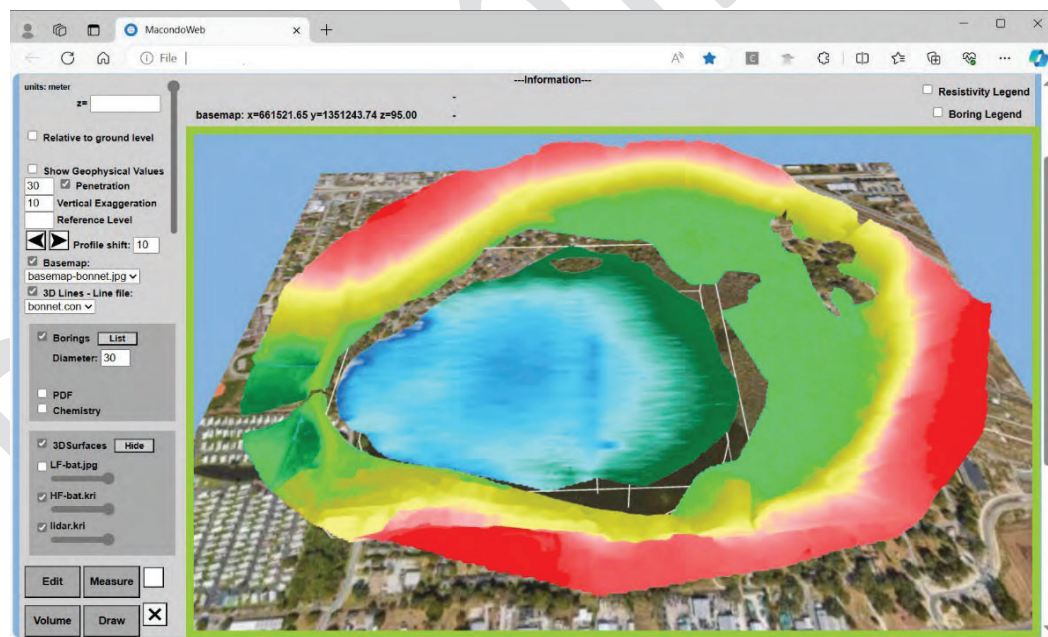 MacondoWeb
File
---Information---
units: meter
z=
basemap: x=661521.65 y=1351243.74 z=95.00
-
-
Resistivity Legend
Boring Legend
Relative to ground level
Show Geophysical Values
30 Penetration
10 Vertical Exaggeration
Reference Level
Profile shift: 10
Basemap:
basemap-bonnet.jpg
3D Lines - Line file:
bonnet.con
Borings List
Diameter: 30
PDF
Chemistry
3DSurfaces Hide
LF-bat.jpg
HF-bat.kri
lidar.kri
Edit Measure
Volume Draw X